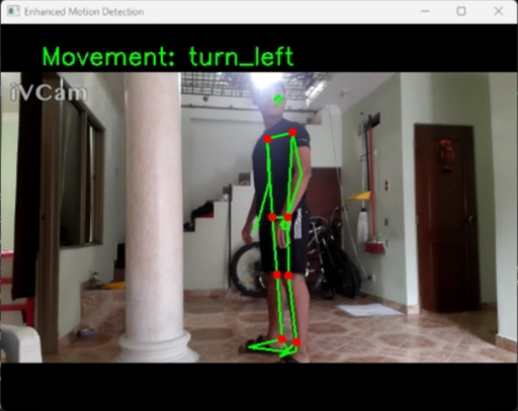 Enhanced Motion Detection
Movement: turn_left
iVCam